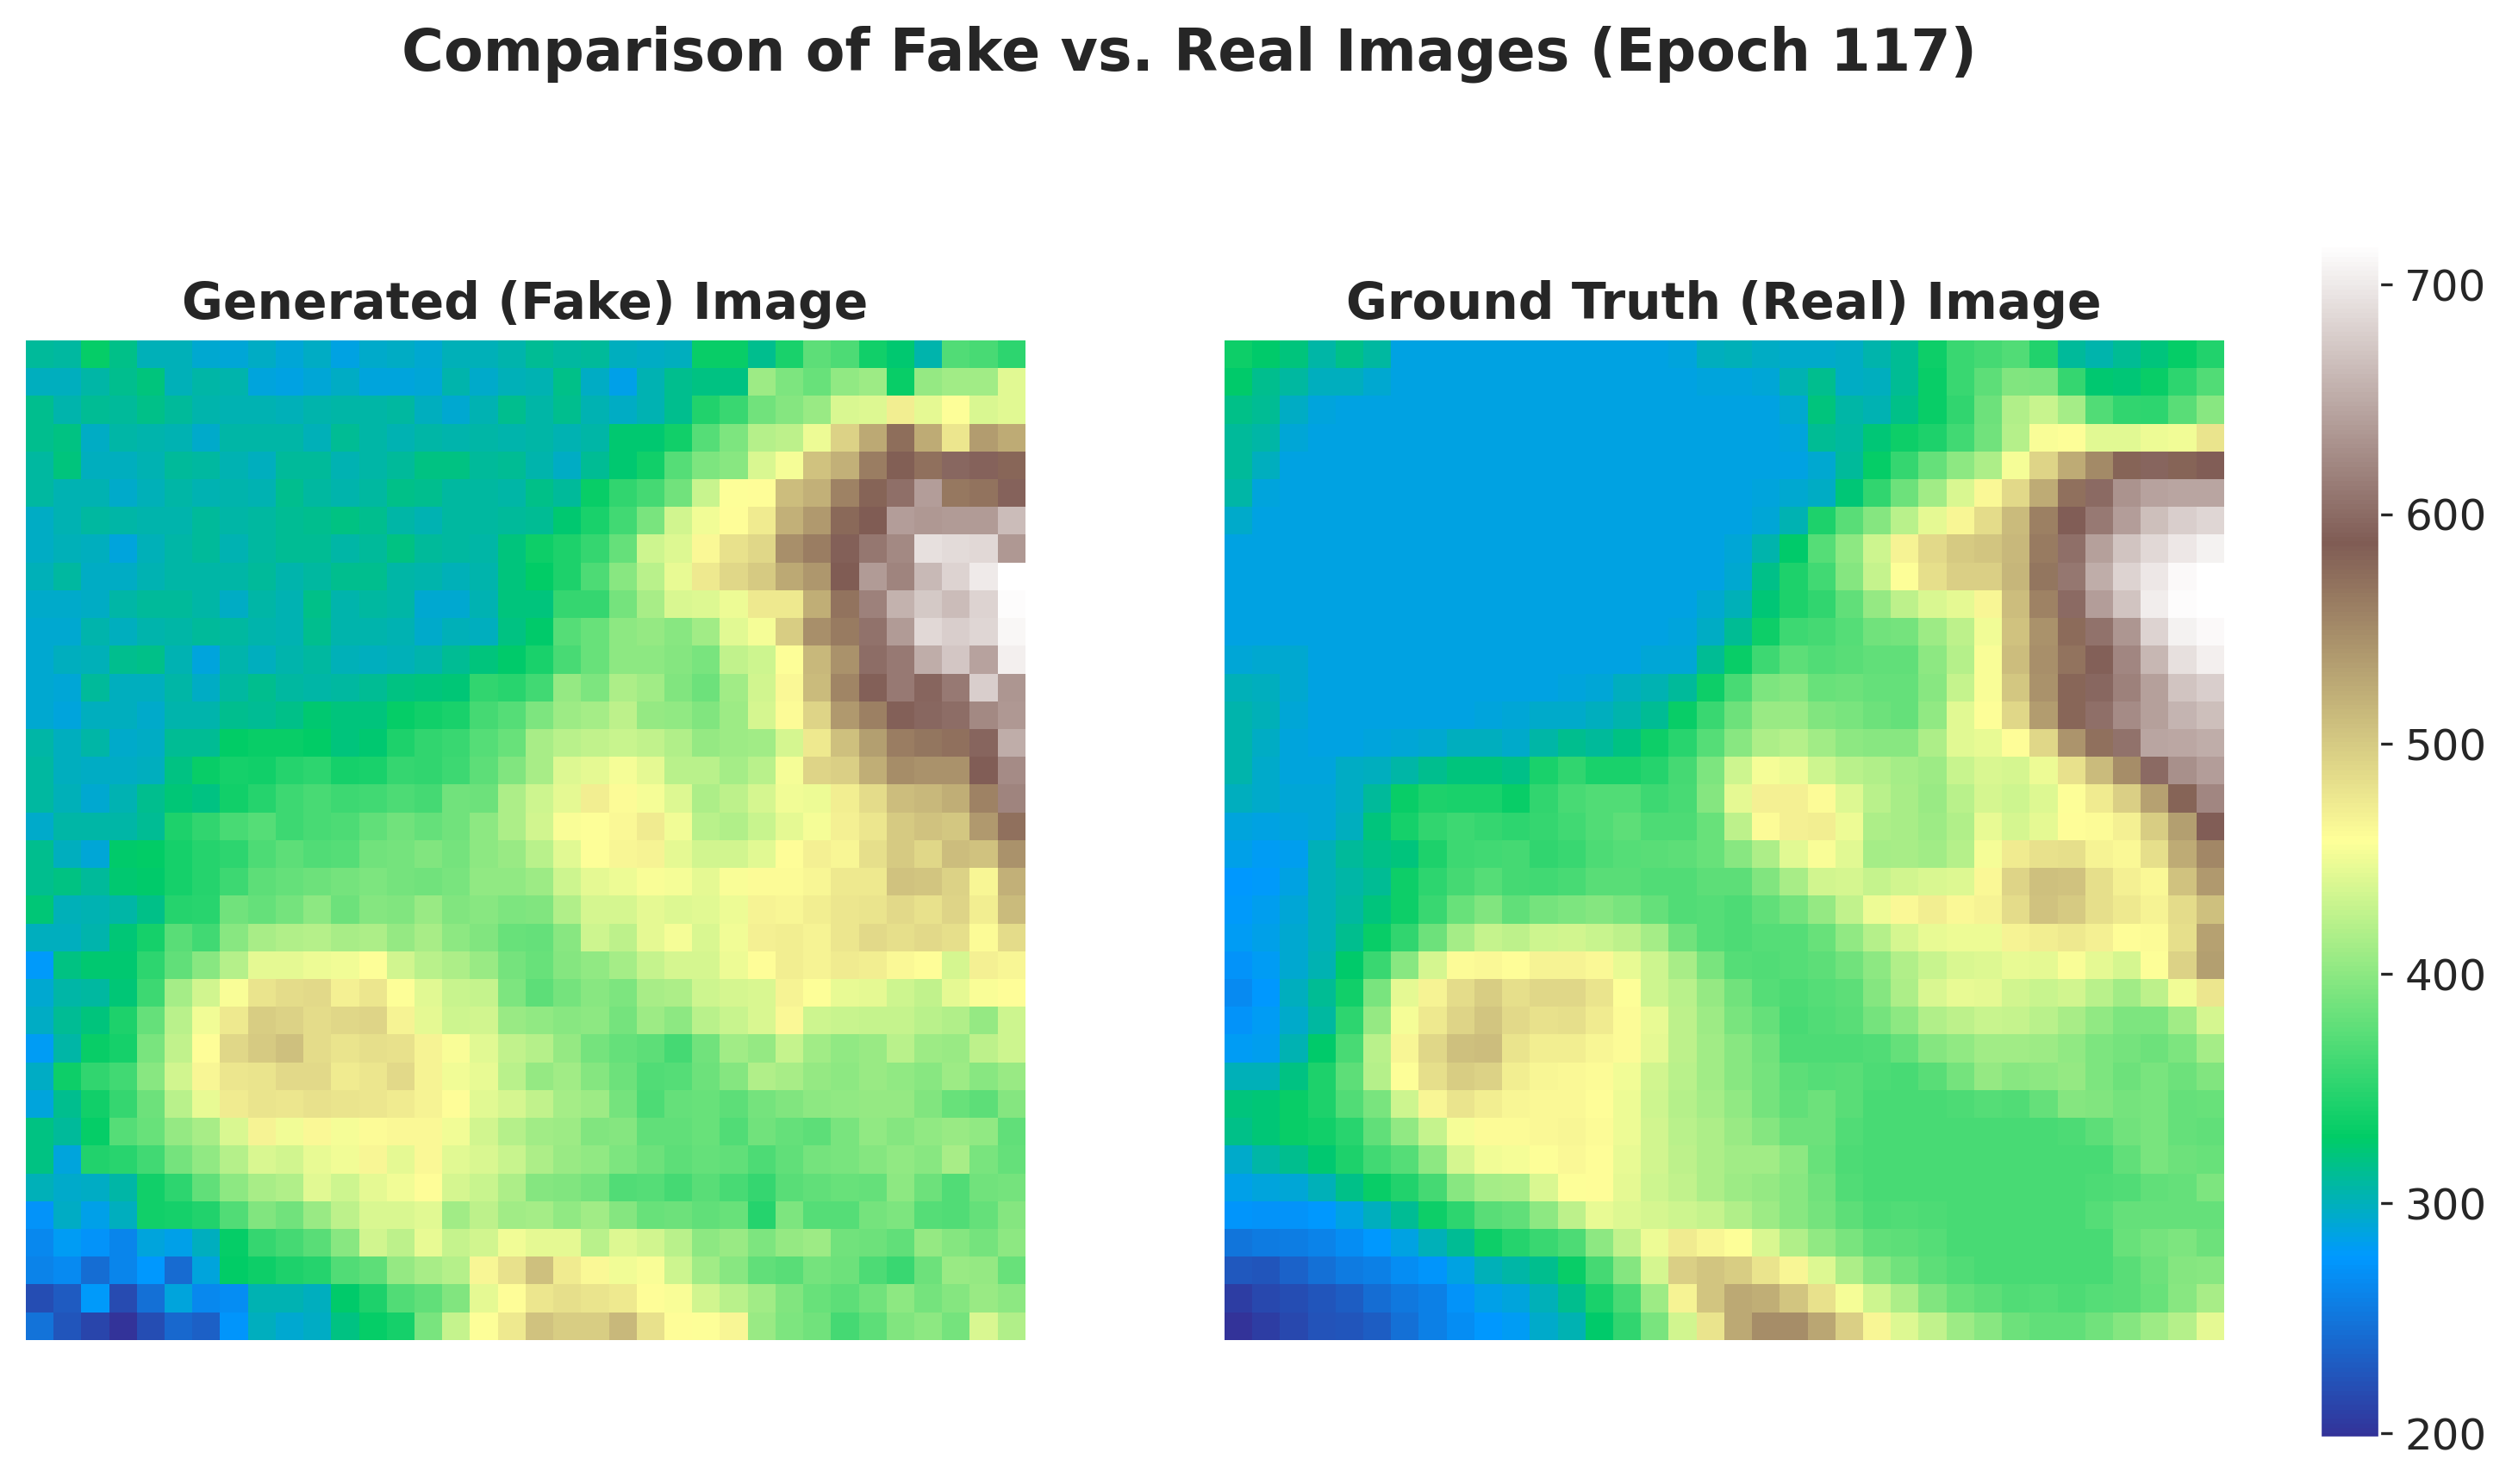 Comparison of Fake vs. Real Images (Epoch 117)
Generated (Fake) Image
Ground Truth (Real) Image
700
600
500
400
300
200